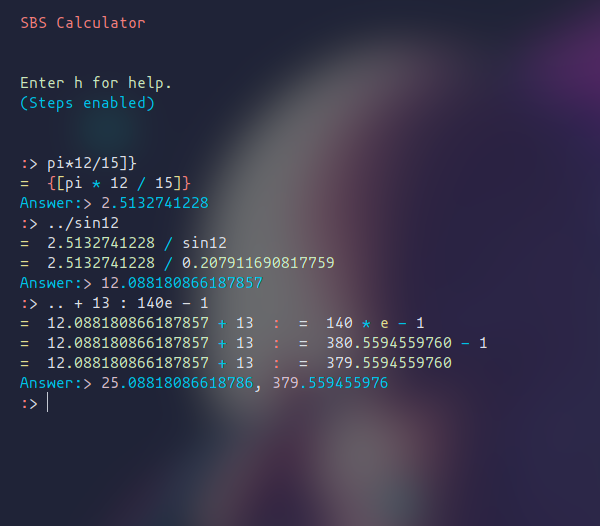 SBS Calculator
Enter h for help.
(Steps enabled)
:> pi*12/15]}
=  {[pi * 12 / 15]}
Answer:> 2.5132741228
:> ../sin12
=  2.5132741228 / sin12
=  2.5132741228 / 0.207911690817759
Answer:> 12.088180866187857
:> .. + 13 : 140e - 1
=  12.088180866187857 + 13  :  =  140 * e - 1
=  12.088180866187857 + 13  :  =  380.5594559760 - 1
=  12.088180866187857 + 13  :  =  379.5594559760
Answer:> 25.08818086618786, 379.559455976
:>